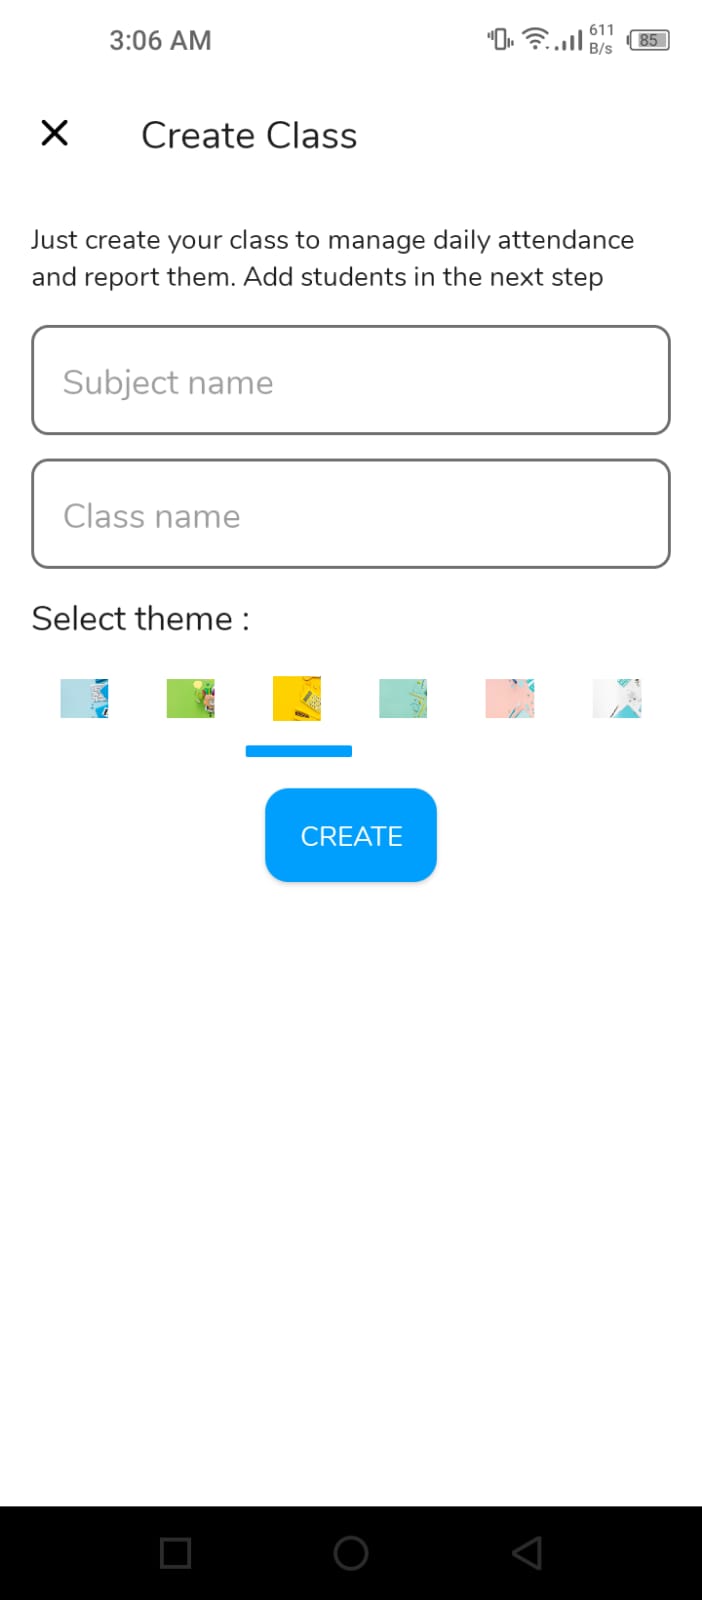 3:06 AM
611
B/s
85
Create Class
Just create your class to manage daily attendance
and report them. Add students in the next step
Subject name
Class name
Select theme :
CREATE